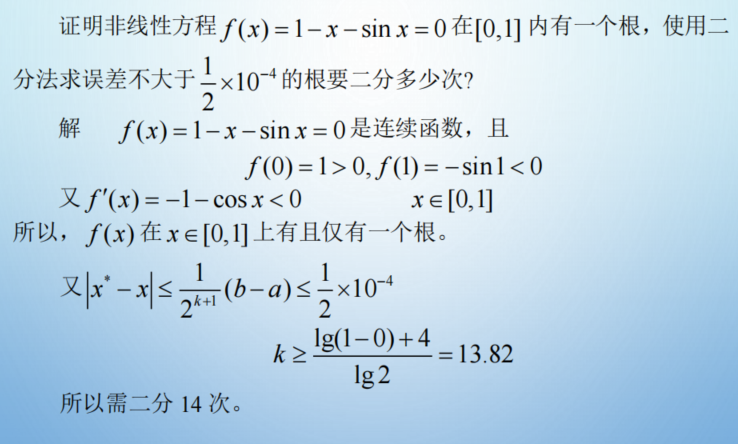 证明非线性方程 f(x)=1−x−sin x=0 在[0,1] 内有一个根，使用二
分法求误差不大于 1/2×10⁻⁴ 的根要二分多少次?
解 f(x)=1−x−sin x=0 是连续函数，且
f(0)=1>0, f(1)=−sin1<0
又 f′(x)=−1−cos x<0 x∈[0,1]
所以，f(x) 在 x∈[0,1] 上有且仅有一个根。
又|x*−x|≤1/2ᵏ⁺¹(b−a)≤1/2×10⁻⁴
k≥(lg(1−0)+4)/lg2=13.82
所以需二分 14 次。